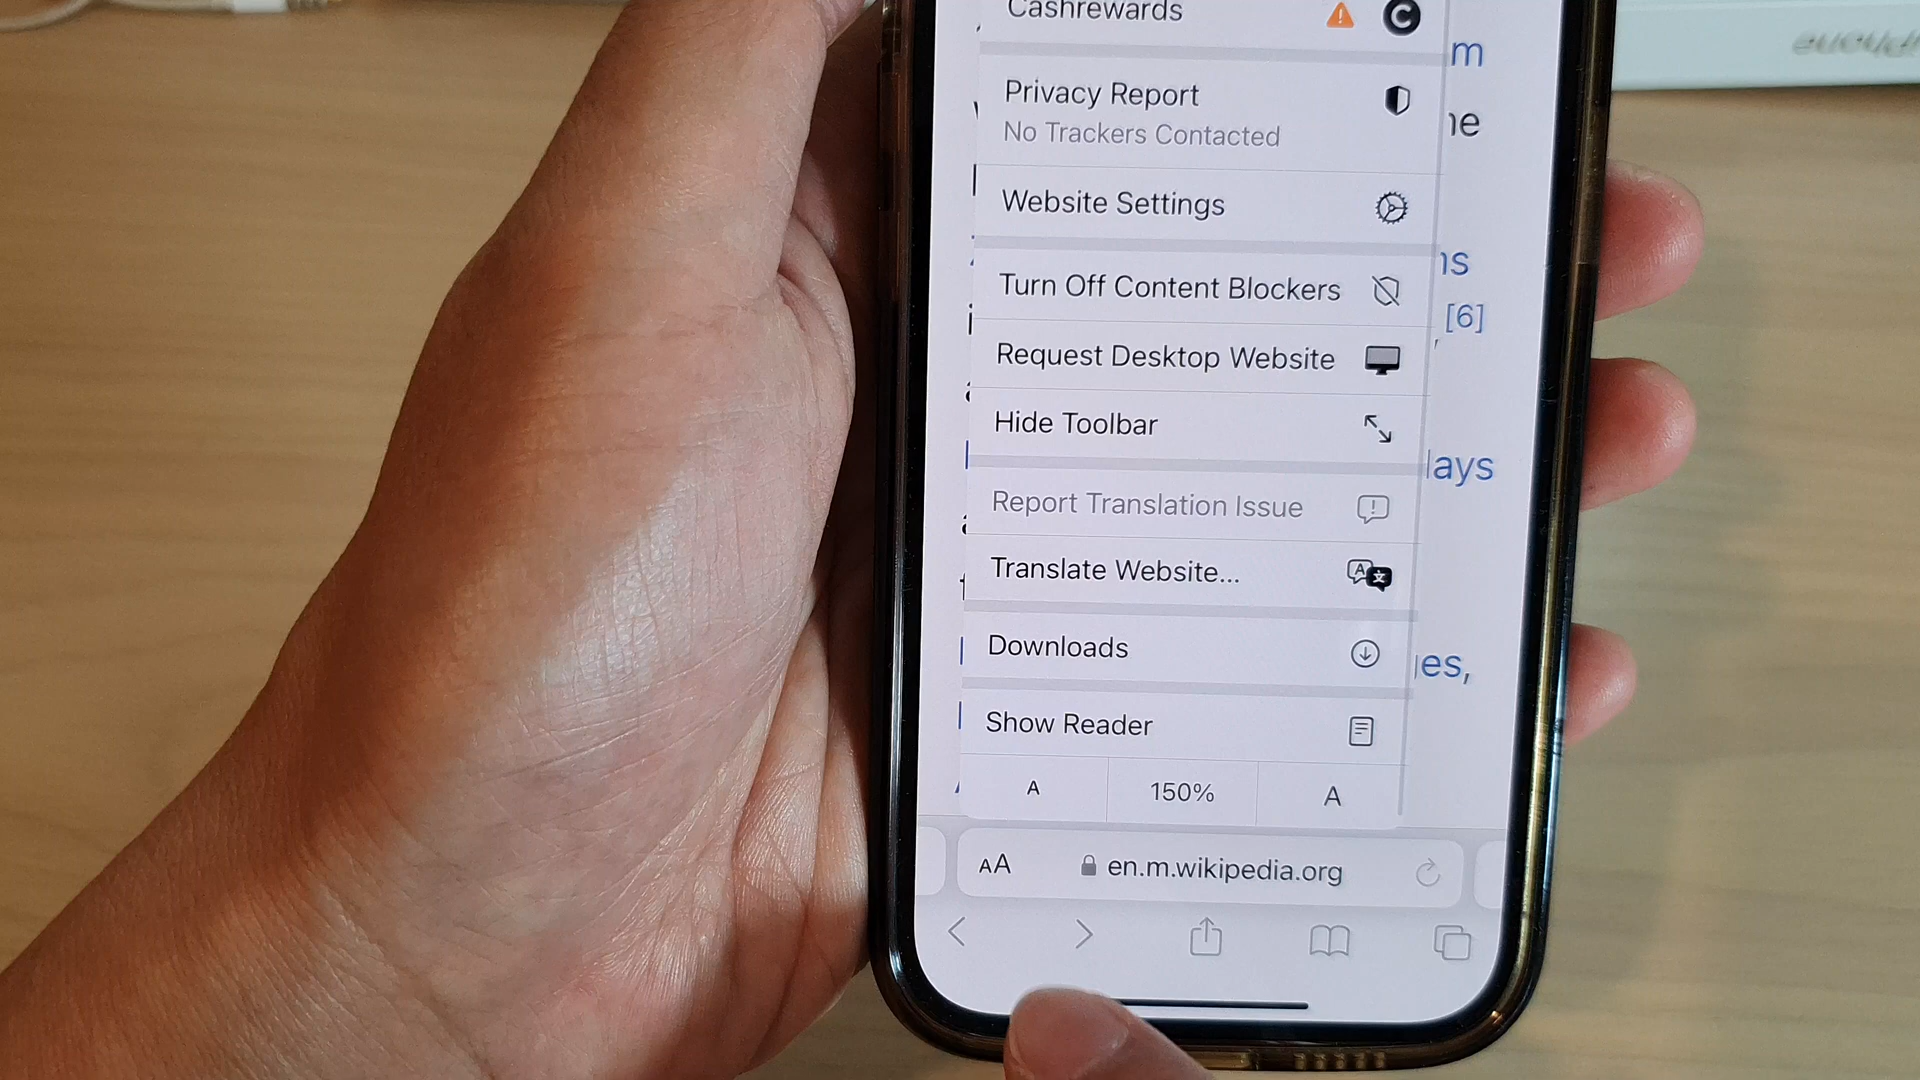 Cashrewards
Privacy Report
No Trackers Contacted
Website Settings
Turn Off Content Blockers
[6]
Request Desktop Website
Hide Toolbar
Report Translation Issue
Translate Website...
Downloads
Show Reader
A 150% A
AA en.m.wikipedia.org